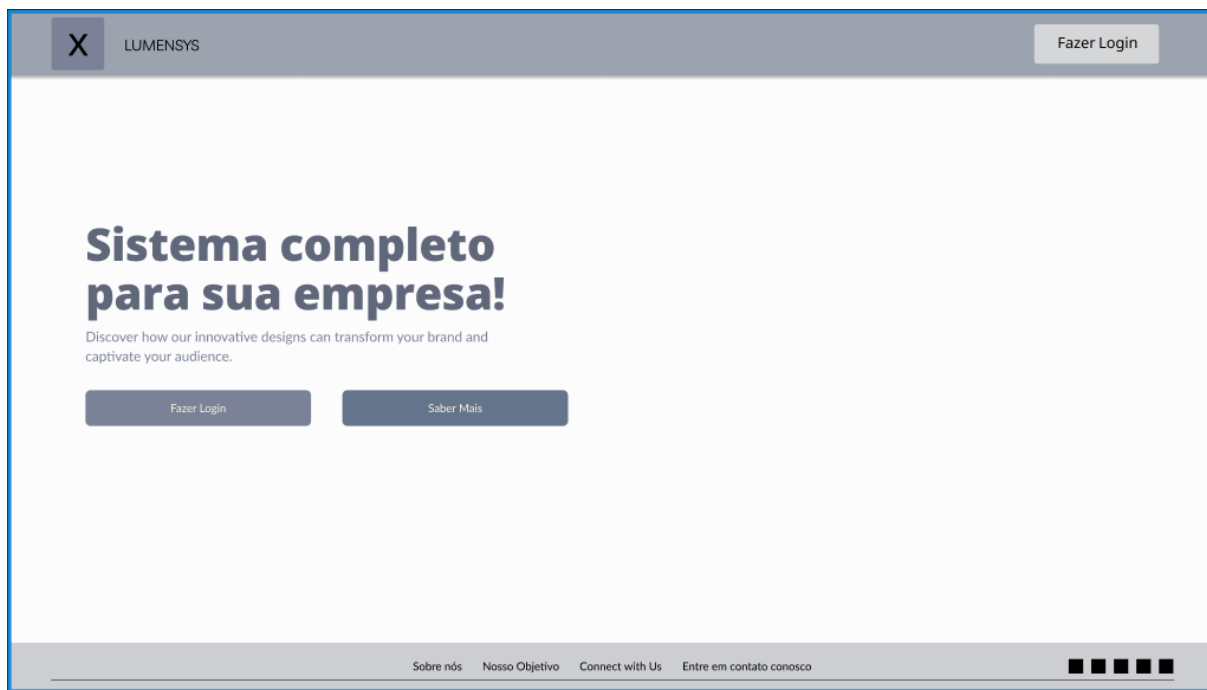 X
LUMENSYS
Fazer Login
Sistema completo
para sua empresa!
Discover how our innovative designs can transform your brand and
captivate your audience.
Fazer Login
Saber Mais
Sobre nós
Nosso Objetivo
Connect with Us
Entre em contato conosco